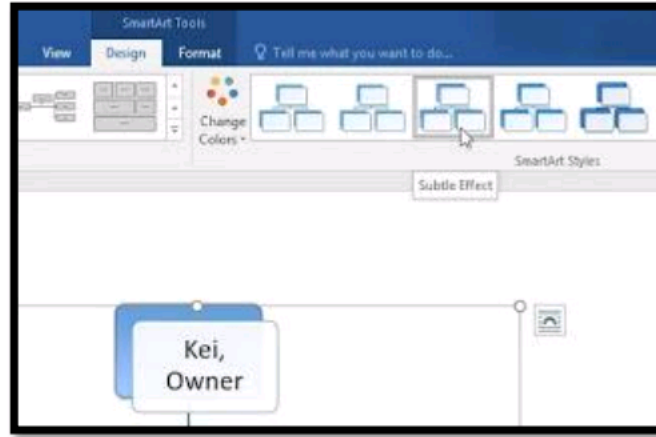 SmartArt Tools
View Design Format Tell me what you want to do...
Change
Colors
SmartArt Styles
Subtle Effect
Kei,
Owner